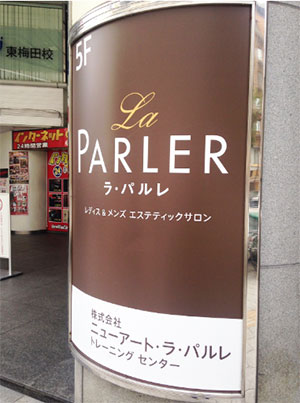 東梅田校
インターネット
24時間営業
5F
La
PARLER
ラ・パルレ
レディス&メンズ エステティックサロン
株式会社
ニューアート・ラ・パルレ
トレーニング センター